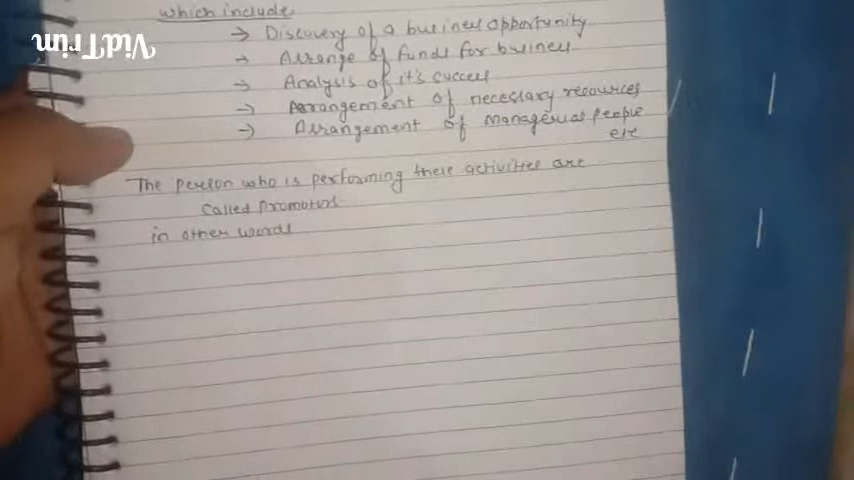 which include
→ Discovery of a business opportunity
→ Arrange of funds for business
→ Analysis of it's success
→ Arrangement of necessary resources
→ Arrangement of managerial people
etc
The person who is performing these activities are
called promotors
in other words
VidTrim